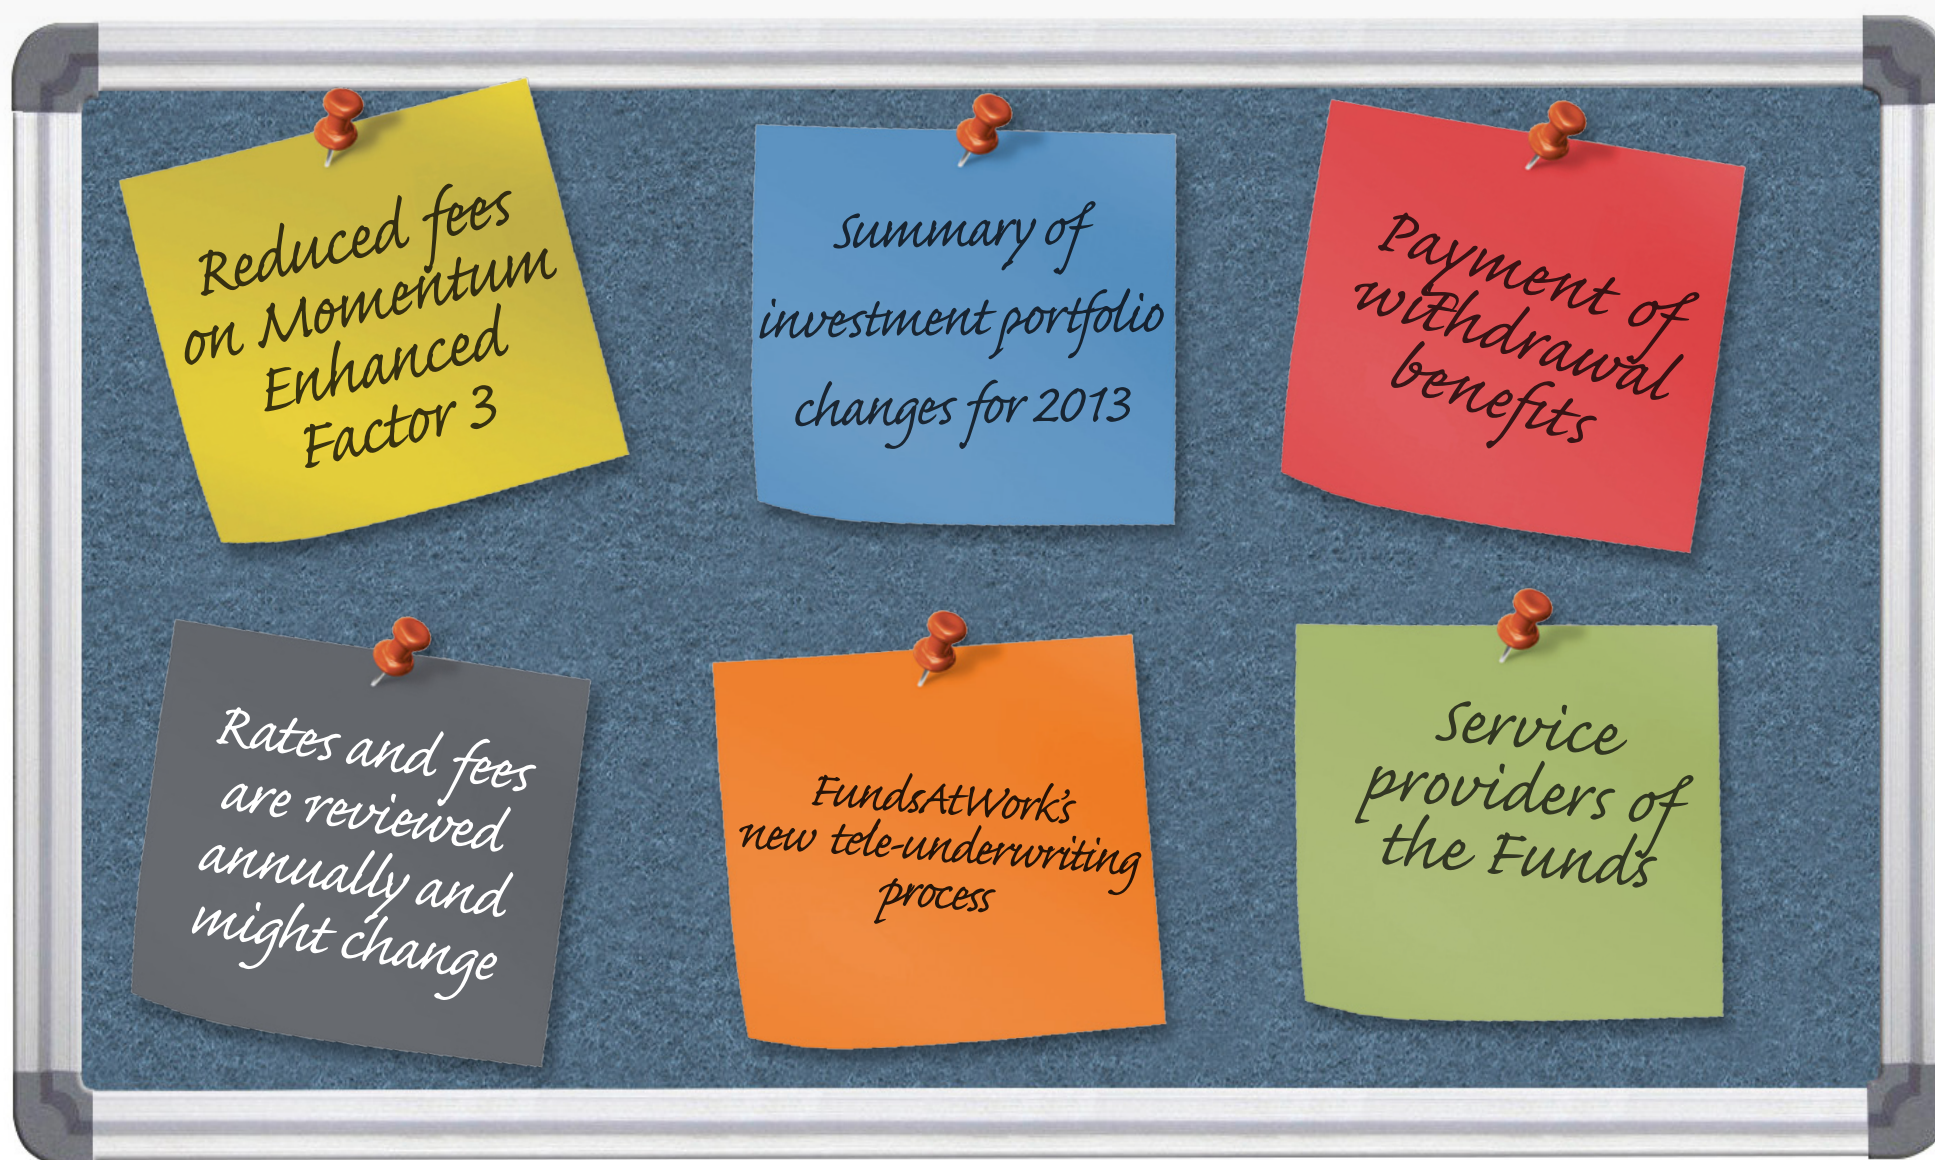 Reduced fees
on Momentum
Enhanced
Factor 3
Summary of
investment portfolio
changes for 2013
Payment of
withdrawal
benefits
Rates and fees
are reviewed
annually and
might change
FundsAtWork's
new tele-underwriting
process
Service
providers of
the Funds